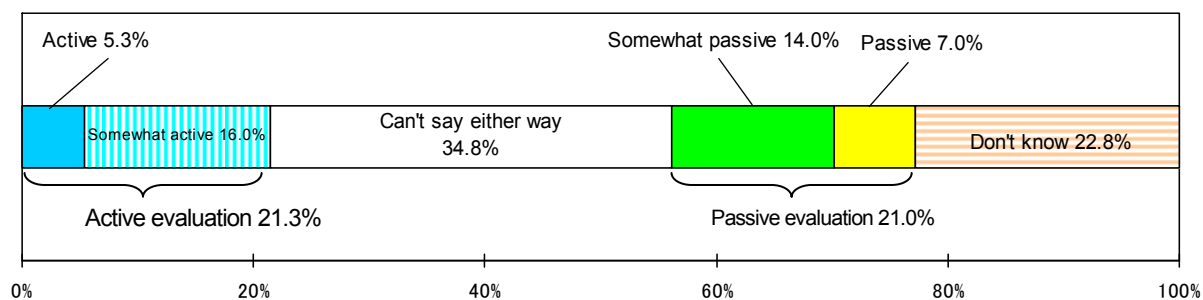 Active 5.3%
Somewhat passive 14.0%
Passive 7.0%
Somewhat active 16.0%
Can't say either way
34.8%
Don't know 22.8%
Active evaluation 21.3%
Passive evaluation 21.0%
0%
20%
40%
60%
80%
100%